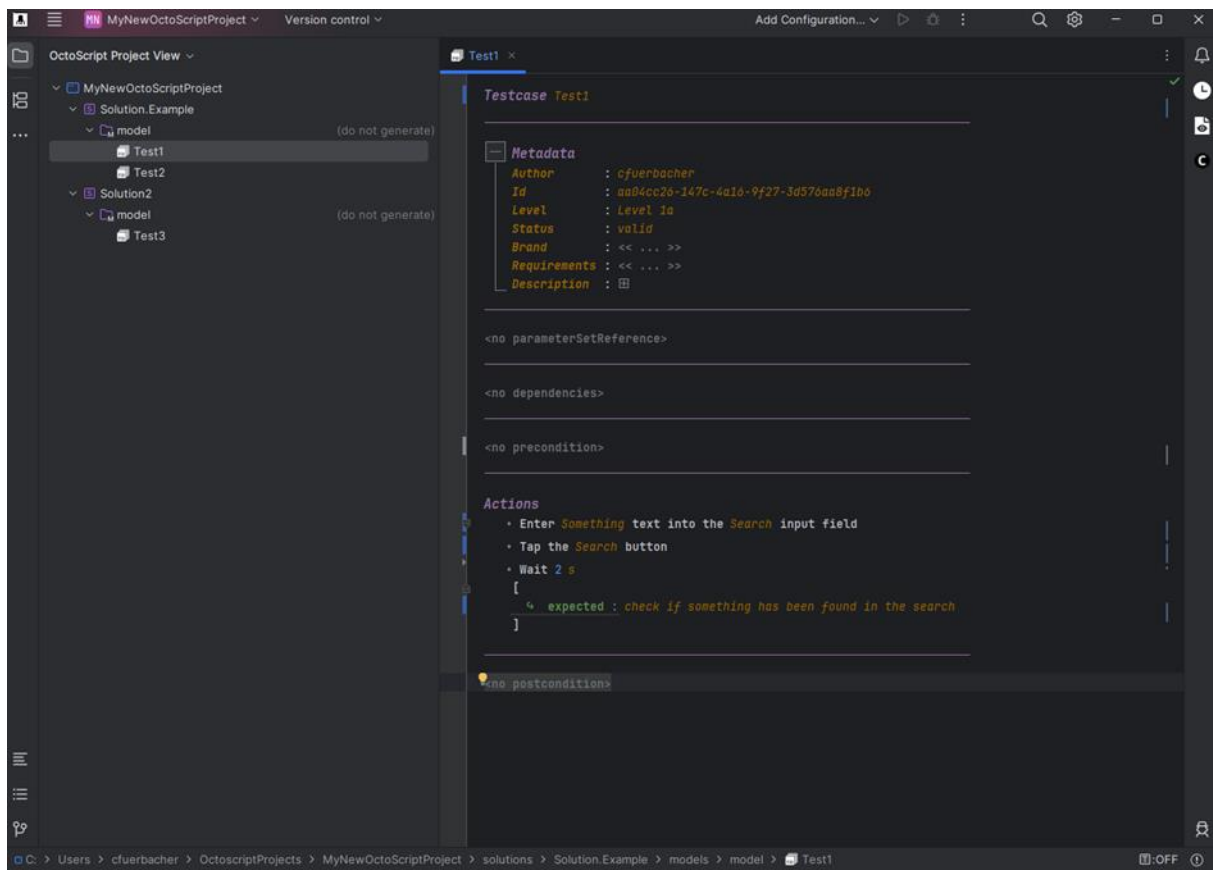 MN MyNewOctoScriptProject Version control Add Configuration...
OctoScript Project View
Test1
MyNewOctoScriptProject
Solution.Example
model (do not generate)
Test1
Test2
Solution2
model (do not generate)
Test3
Testcase Test1
Metadata
Author : cfuerbacher
Id : aa04cc26-147c-4a16-9f27-3d576aa8f1b6
Level : Level 1a
Status : valid
Brand : << ... >>
Requirements : << ... >>
Description :
<no parameterSetReference>
<no dependencies>
<no precondition>
Actions
• Enter Something text into the Search input field
• Tap the Search button
• Wait 2 s
[
expected : check if something has been found in the search
]
<no postcondition>
C: > Users > cfuerbacher > OctoscriptProjects > MyNewOctoScriptProject > solutions > Solution.Example > models > model > Test1
T:OFF